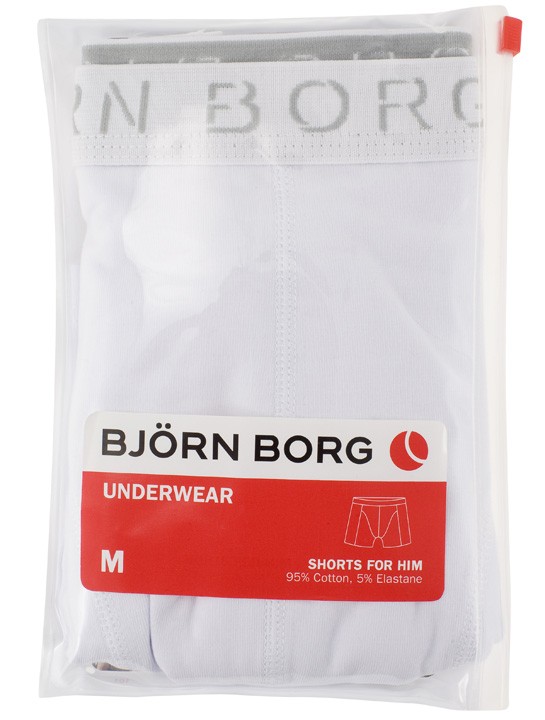 RN BORG
BJÖRN BORG
UNDERWEAR
M
SHORTS FOR HIM
95% Cotton, 5% Elastane